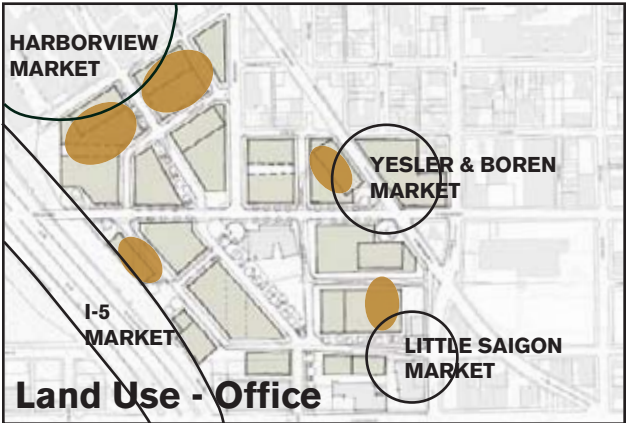 HARBORVIEW
MARKET
YESLER & BOREN
MARKET
I-5
MARKET
LITTLE SAIGON
MARKET
Land Use - Office